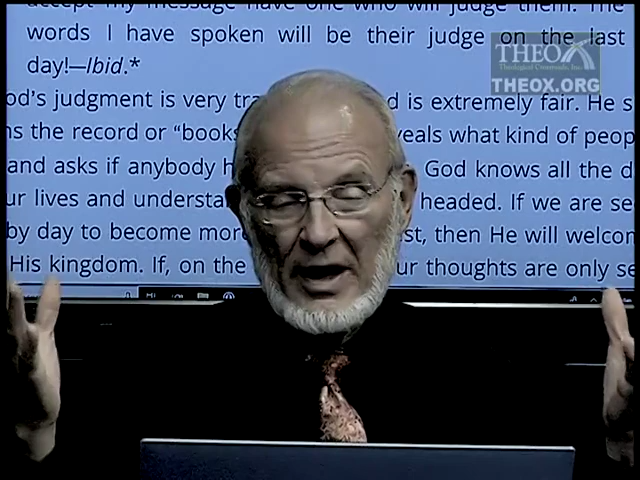 accept my message have one who will judge them. The
words I have spoken will be their judge on the last
day!—Ibid.*
od's judgment is very tra d is extremely fair. He s
ns the record or “books veals what kind of peop
and asks if anybody h God knows all the d
ur lives and understa headed. If we are se
by day to become mor st, then He will welcom
His kingdom. If, on the ur thoughts are only se
THEO
Theological Crossroads, Inc.
THEOX.ORG